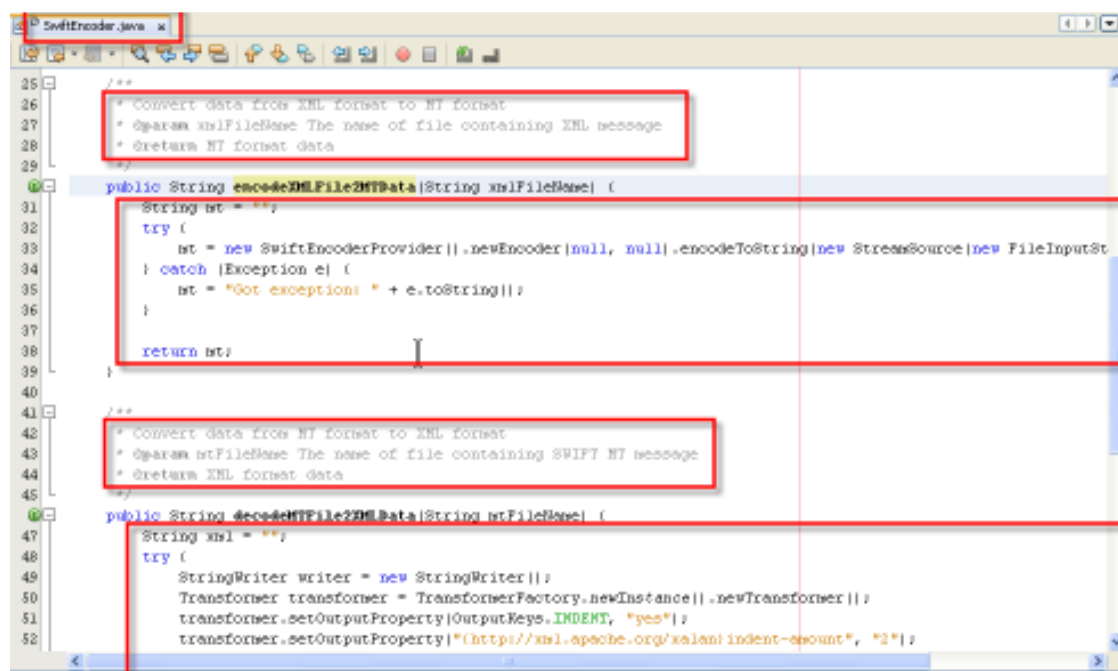 SwiftEncoder.java x
25 /**
26 * Convert data from XML format to MT format
27 * @param xmlFileName The name of file containing XML message
28 * @return MT format data
29 */
public String encodeXMLFile2MTData(String xmlFileName) {
31 String mt = "";
32 try {
33 mt = new SwiftEncoderProvider().newEncoder(null, null).encodeToString(new StreamSource(new FileInputSt
34 } catch (Exception e) {
35 mt = "Got exception: " + e.toString();
36 }
37
38 return mt;
39 }
40
41 /**
42 * Convert data from MT format to XML format
43 * @param mtFileName The name of file containing SWIFT MT message
44 * @return XML format data
45 */
public String decodeMTFile2XMLData(String mtFileName) {
47 String xml = "";
48 try {
49 StringWriter writer = new StringWriter();
50 Transformer transformer = TransformerFactory.newInstance().newTransformer();
51 transformer.setOutputProperty(OutputKeys.INDENT, "yes");
52 transformer.setOutputProperty("{http://xml.apache.org/xalan}indent-amount", "2");